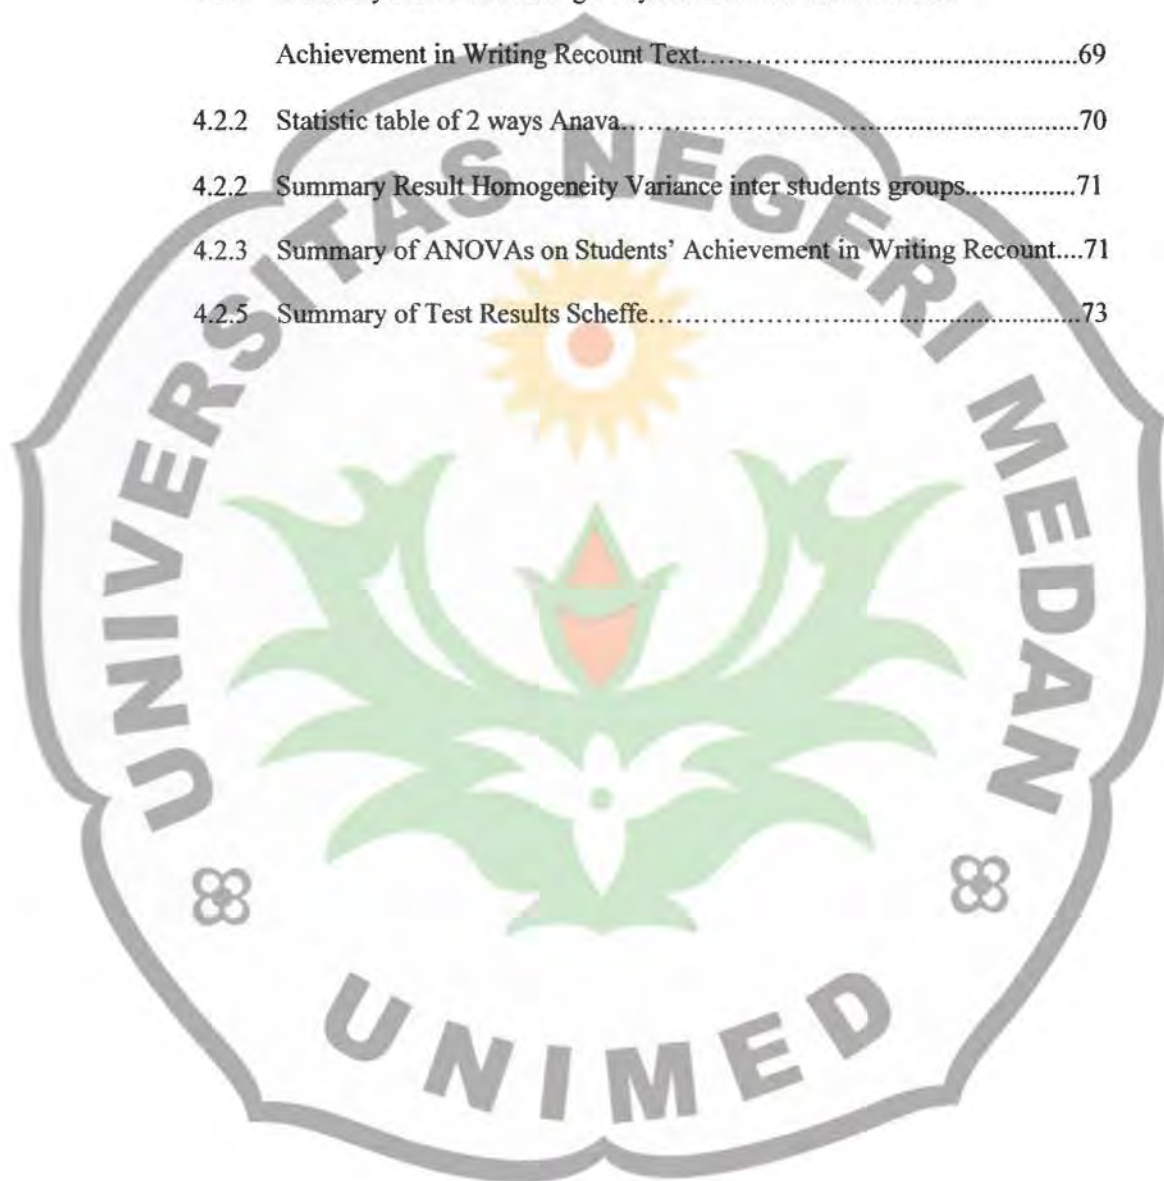 Achievement in Writing Recount Text.......................................................69
4.2.2 Statistic table of 2 ways Anava..............................................................70
4.2.2 Summary Result Homogeneity Variance inter students groups...............71
4.2.3 Summary of ANOVAs on Students’ Achievement in Writing Recount....71
4.2.5 Summary of Test Results Scheffe..........................................................73
UNIVERSITAS NEGERI MEDAN
UNIMED